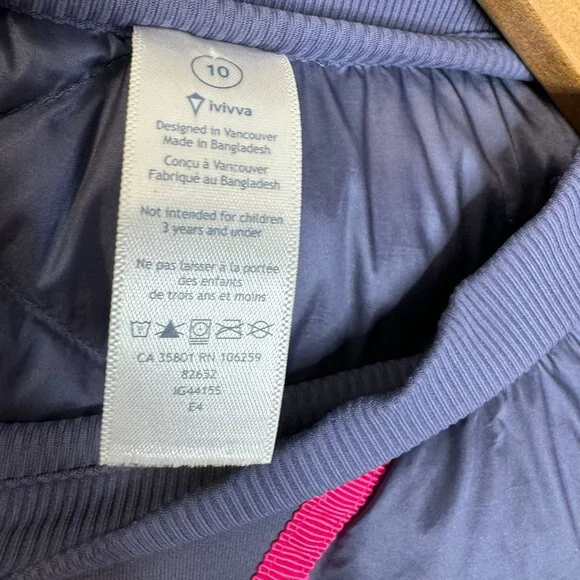 10
ivivva
Designed in Vancouver
Made in Bangladesh
Conçu à Vancouver
Fabriqué au Bangladesh
Not intended for children
3 years and under
Ne pas laisser à la portée
des enfants
de trois ans et moins
CA 35801 RN 106259
82652
IG4415S
E4